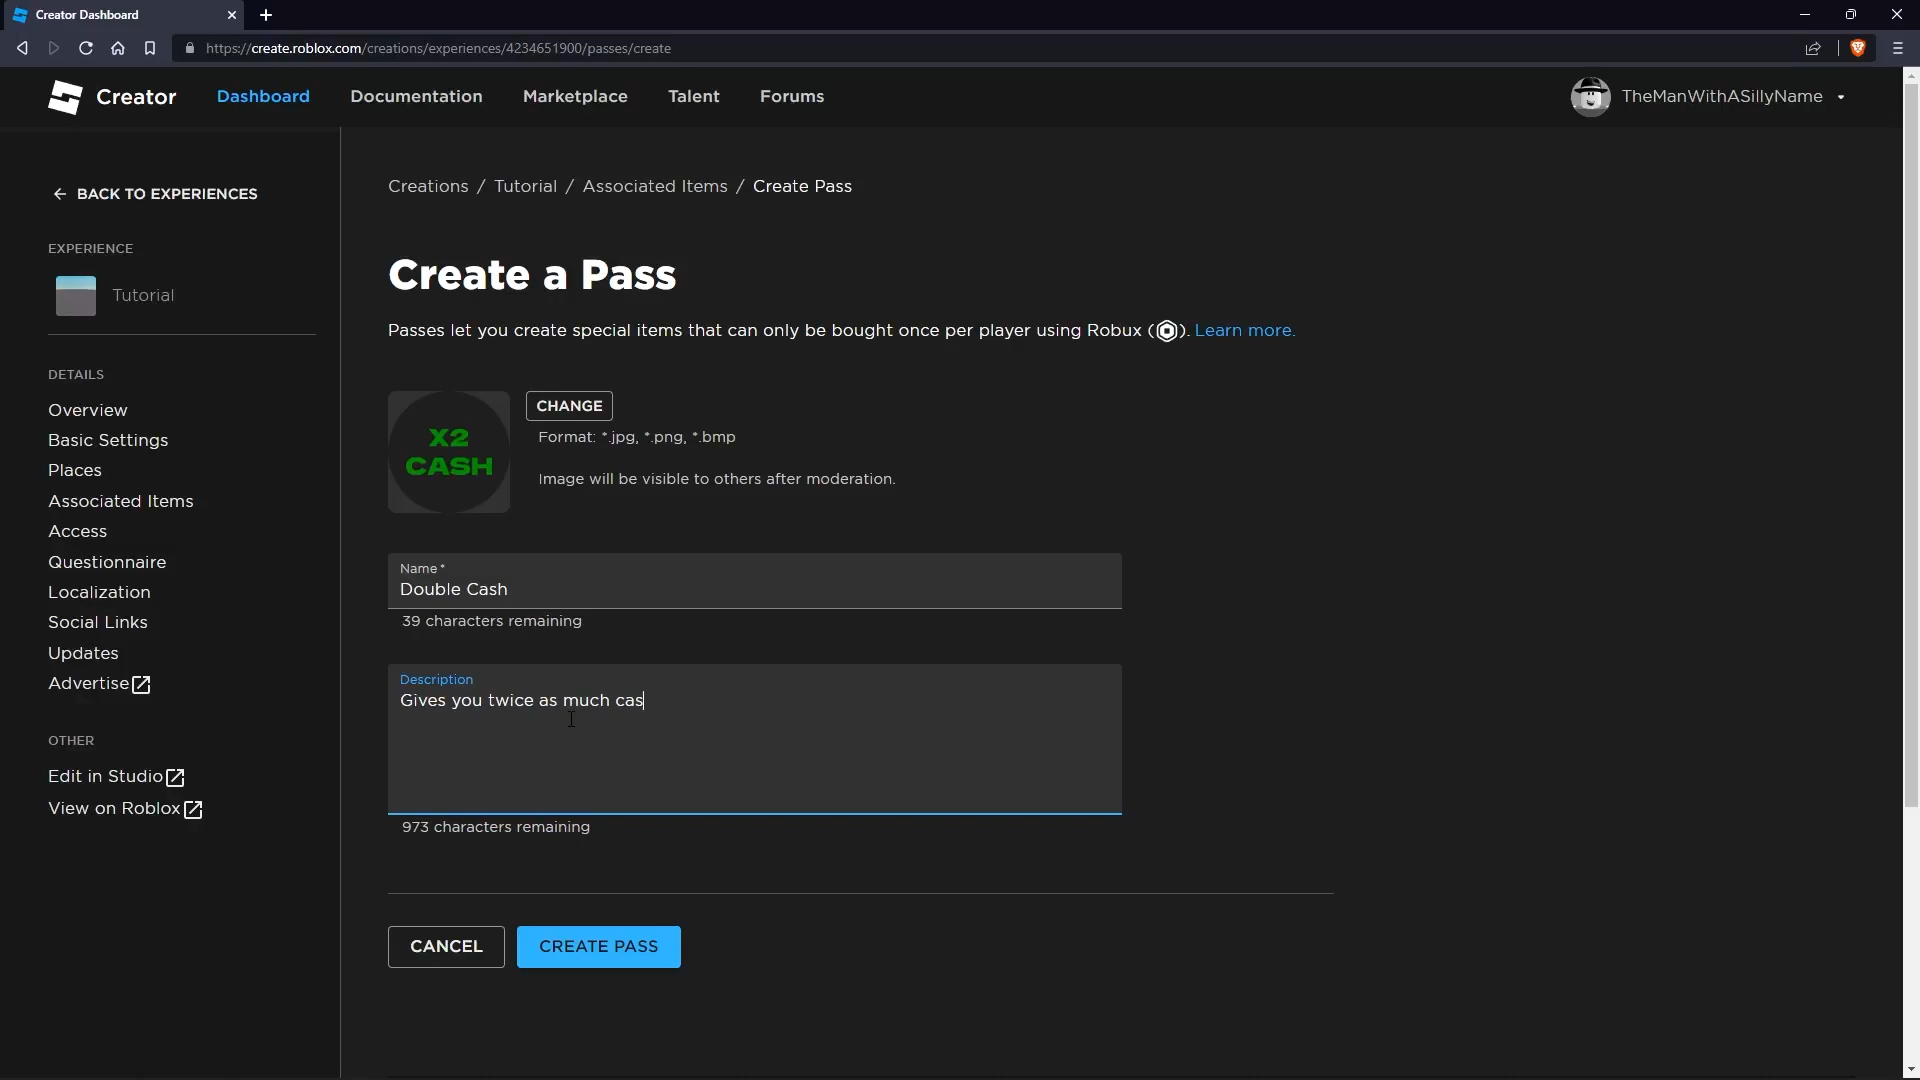 Creator Dashboard
https://create.roblox.com/creations/experiences/4234651900/passes/create
Creator Dashboard Documentation Marketplace Talent Forums TheManWithASillyName
BACK TO EXPERIENCES
EXPERIENCE
Tutorial
DETAILS
Overview
Basic Settings
Places
Associated Items
Access
Questionnaire
Localization
Social Links
Updates
Advertise
OTHER
Edit in Studio
View on Roblox
Creations / Tutorial / Associated Items / Create Pass
Create a Pass
Passes let you create special items that can only be bought once per player using Robux (). Learn more.
X2
CASH
CHANGE
Format: *.jpg, *.png, *.bmp
Image will be visible to others after moderation.
Name*
Double Cash
39 characters remaining
Description
Gives you twice as much cas
973 characters remaining
CANCEL CREATE PASS